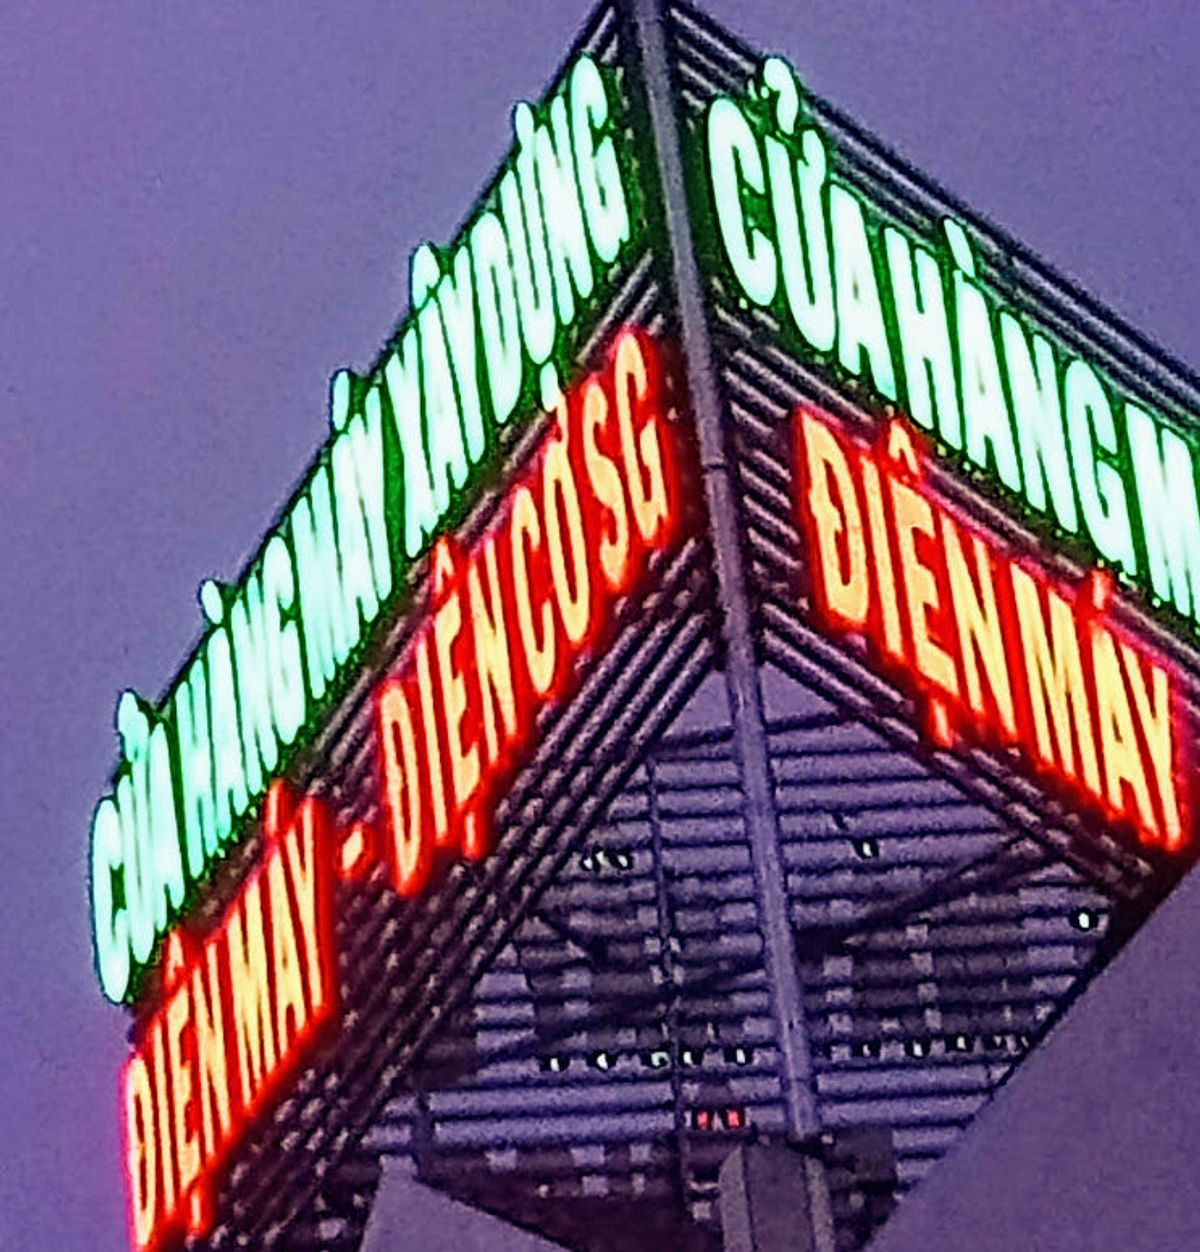 CỬA HÀNG MÁY XÂY DỰNG
ĐIỆN MÁY - ĐIỆN CƠ SG
CỬA HÀNG M
ĐIỆN MÁY